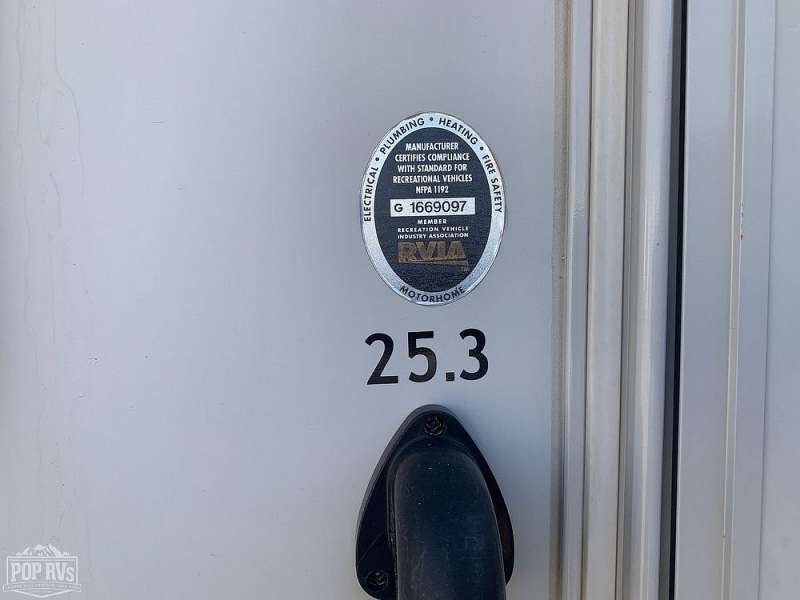 ELECTRICAL • PLUMBING • HEATING • FIRE SAFETY
MANUFACTURER
CERTIFIES COMPLIANCE
WITH STANDARD FOR
RECREATIONAL VEHICLES
NFPA 1192
G 1669097
MEMBER
RECREATION VEHICLE
INDUSTRY ASSOCIATION
RVIA
MOTORHOME
25.3
POP RVs